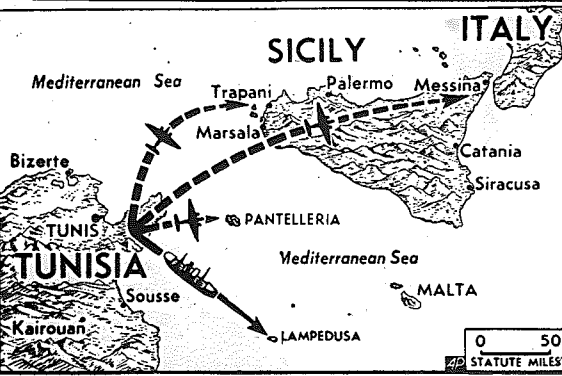 ITALY
SICILY
Mediterranean Sea
Trapani
Palermo
Messina
Marsala
Bizerte
Catania
Siracusa
TUNIS
PANTELLERIA
TUNISIA
Mediterranean Sea
Sousse
MALTA
Kairouan
LAMPEDUSA
0 50
AP STATUTE MILES